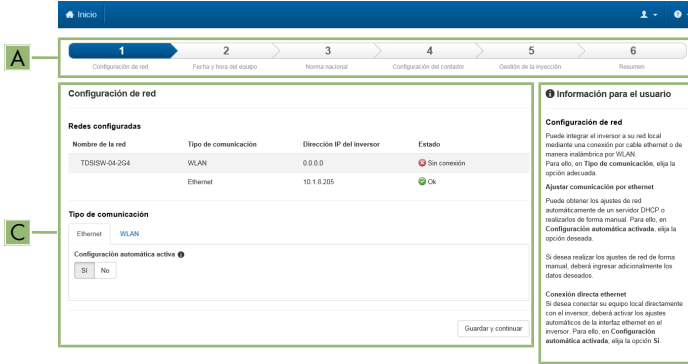 Inicio
A
1 2 3 4 5 6
Configuración de red Fecha y hora del equipo Norma nacional Configuración del contador Gestión de la inyección Resumen
C
Configuración de red
Redes configuradas
Nombre de la red Tipo de comunicación Dirección IP del inversor Estado
TDSISW-04-2G4 WLAN 0.0.0.0 Sin conexión
Ethernet 10.1.8.205 Ok
Tipo de comunicación
Ethernet WLAN
Configuración automática activa
Sí No
Guardar y continuar
Información para el usuario
Configuración de red
Puede integrar el inversor a su red local
mediante una conexión por cable ethernet o de
manera inalámbrica por WLAN.
Para ello, en Tipo de comunicación, elija la
opción adecuada.
Ajustar comunicación por ethernet
Puede obtener los ajustes de red
automáticamente de un servidor DHCP o
realizarlos de forma manual. Para ello, en
Configuración automática activada, elija la
opción deseada.
Si desea realizar los ajustes de red de forma
manual, deberá ingresar adicionalmente los
datos deseados.
Conexión directa ethernet
Si desea conectar su equipo local directamente
con el inversor, deberá activar los ajustes
automáticos de la interfaz ethernet en el
inversor. Para ello, en Configuración
automática activada, elija la opción Sí.